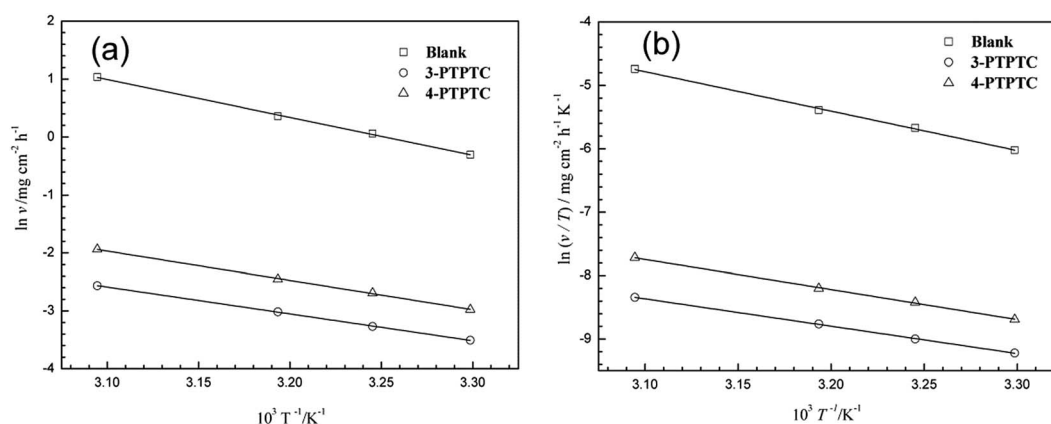 (a)
Blank
3-PTPTC
4-PTPTC
ln v/mg cm⁻² h⁻¹
2
1
0
-1
-2
-3
-4
3.10
3.15
3.20
3.25
3.30
10³ T⁻¹/K⁻¹
(b)
Blank
3-PTPTC
4-PTPTC
ln (v / T) / mg cm⁻² h⁻¹ K⁻¹
-4
-5
-6
-7
-8
-9
3.10
3.15
3.20
3.25
3.30
10³ T⁻¹/K⁻¹